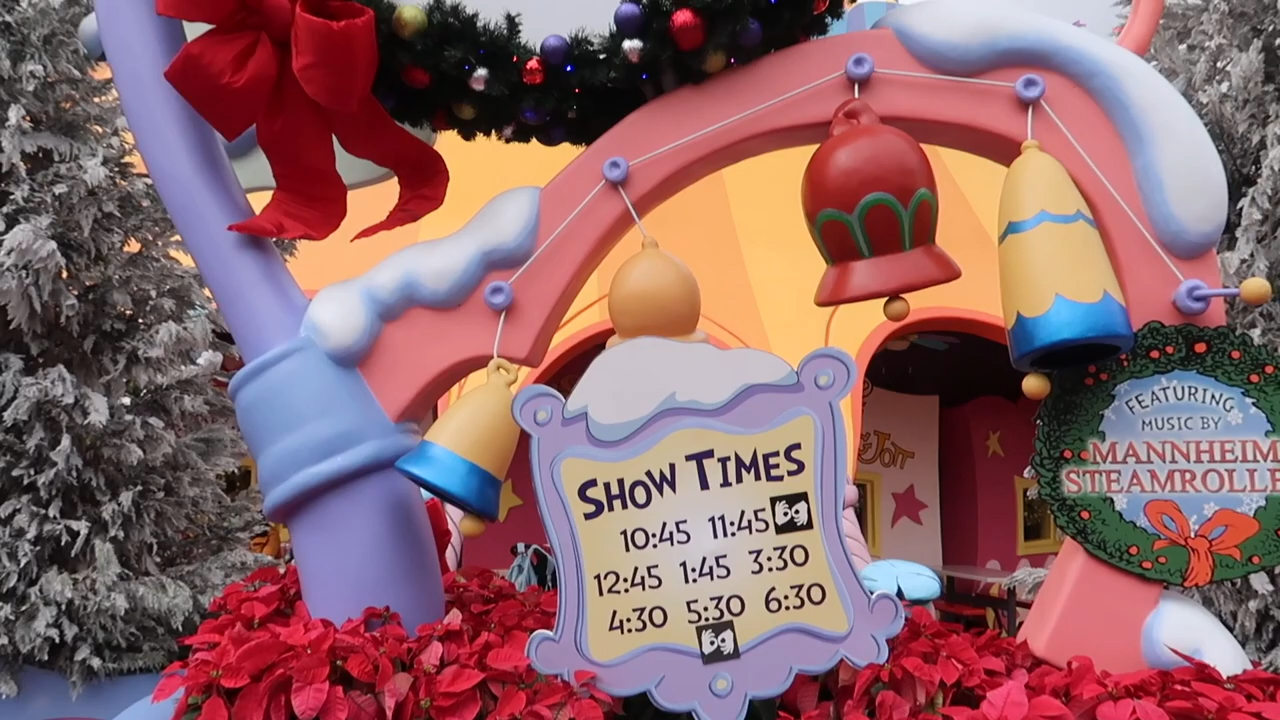 SHOW TIMES
10:45 11:45
12:45 1:45 3:30
4:30 5:30 6:30
FEATURING
MUSIC BY
MANNHEIM
STEAMROLLE